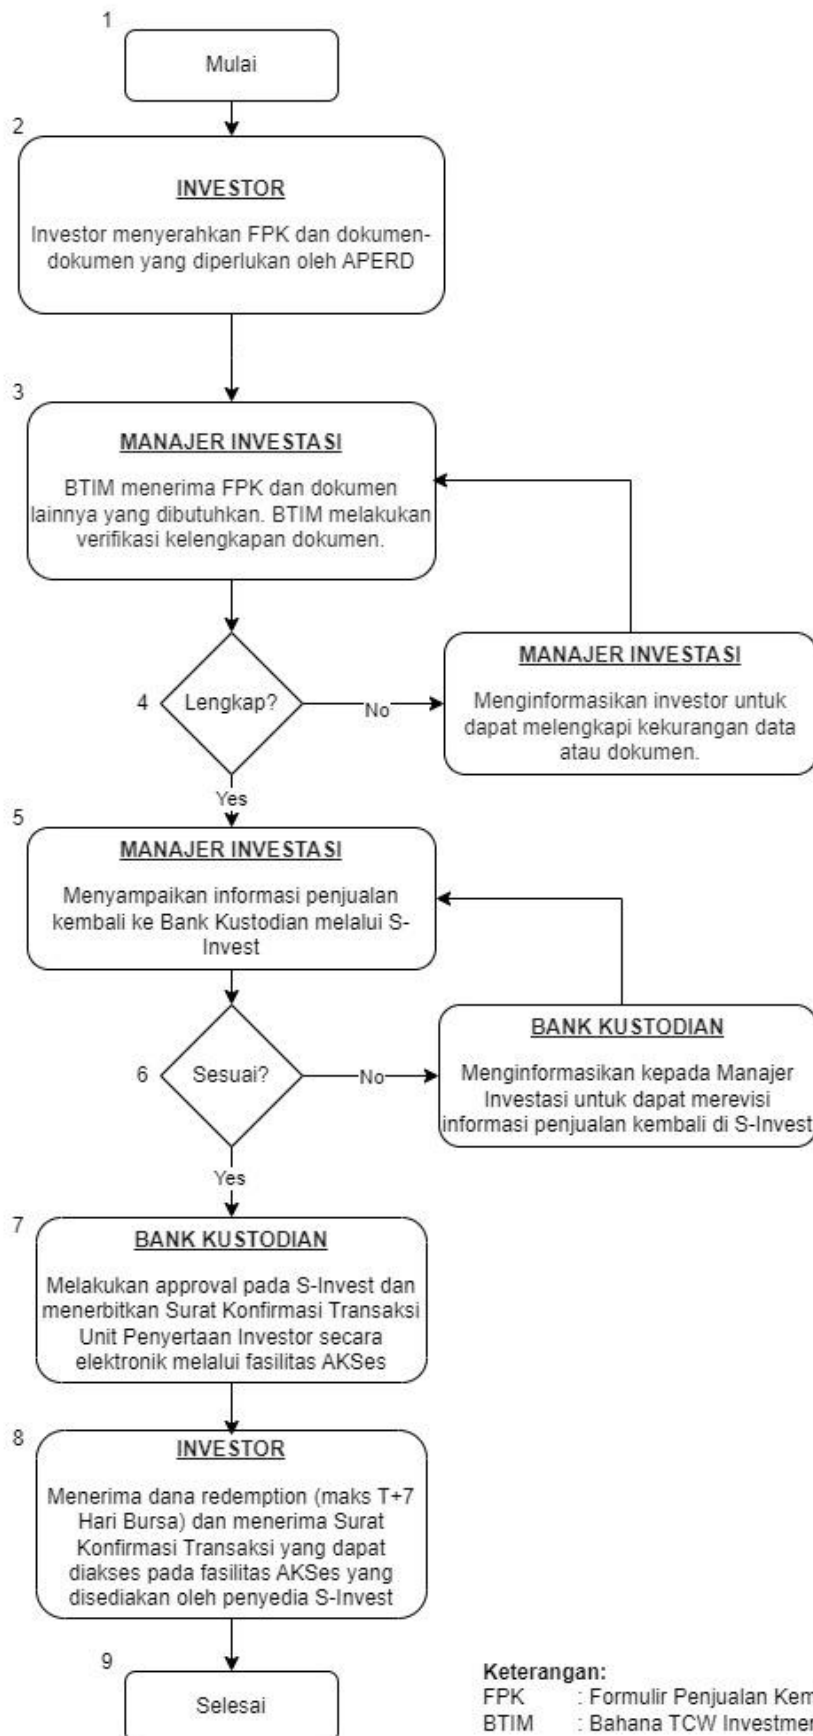 1
Mulai
2
INVESTOR
Investor menyerahkan FPK dan dokumen-
dokumen yang diperlukan oleh APERD
3
MANAJER INVESTASI
BTIM menerima FPK dan dokumen
lainnya yang dibutuhkan. BTIM melakukan
verifikasi kelengkapan dokumen.
4
Lengkap?
No
MANAJER INVESTASI
Menginformasikan investor untuk
dapat melengkapi kekurangan data
atau dokumen.
Yes
5
MANAJER INVESTASI
Menyampaikan informasi penjualan
kembali ke Bank Kustodian melalui S-
Invest
6
Sesuai?
No
BANK KUSTODIAN
Menginformasikan kepada Manajer
Investasi untuk dapat merevisi
informasi penjualan kembali di S-Invest
Yes
7
BANK KUSTODIAN
Melakukan approval pada S-Invest dan
menerbitkan Surat Konfirmasi Transaksi
Unit Penyertaan Investor secara
elektronik melalui fasilitas AKSes
8
INVESTOR
Menerima dana redemption (maks T+7
Hari Bursa) dan menerima Surat
Konfirmasi Transaksi yang dapat
diakses pada fasilitas AKSes yang
disediakan oleh penyedia S-Invest
9
Selesai
Keterangan:
FPK : Formulir Penjualan
BTIM : Bahana TCW